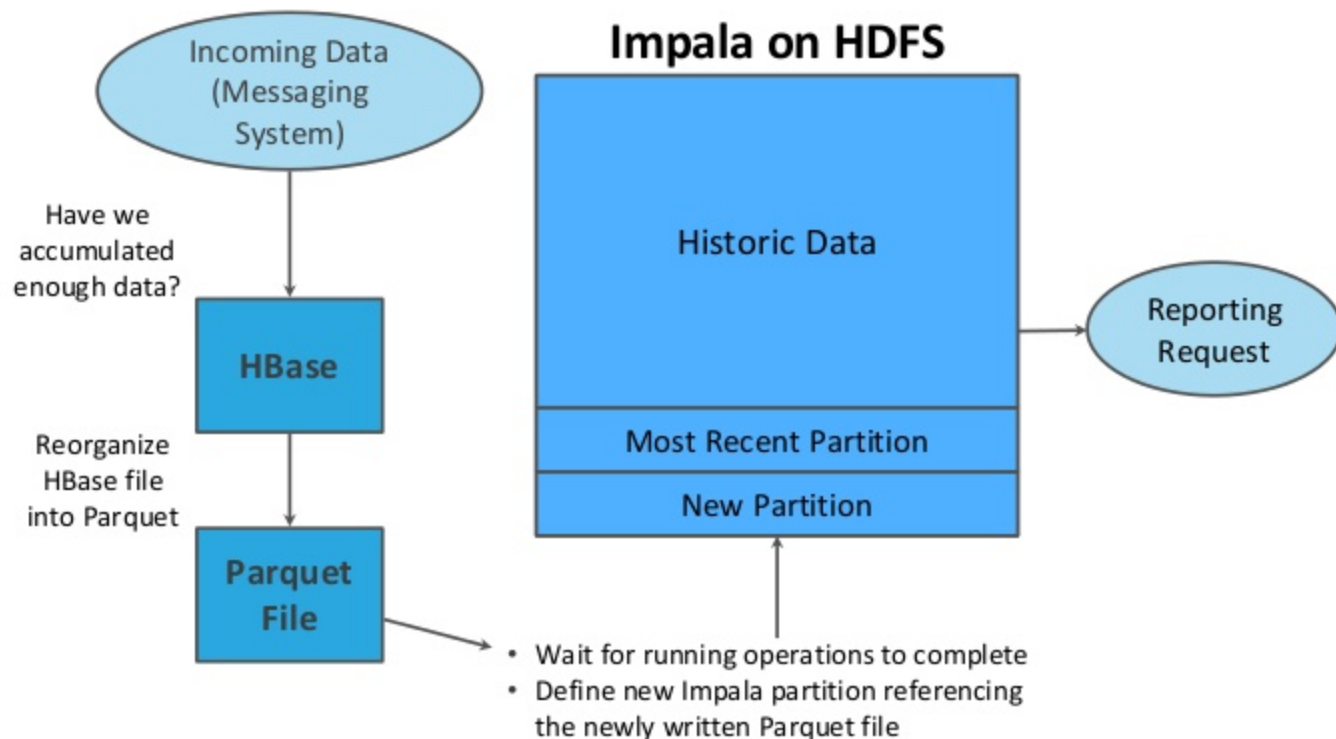 Incoming Data
(Messaging
System)
Have we
accumulated
enough data?
HBase
Reorganize
HBase file
into Parquet
Parquet
File
Impala on HDFS
Historic Data
Most Recent Partition
New Partition
• Wait for running operations to complete
• Define new Impala partition referencing
the newly written Parquet file
Reporting
Request